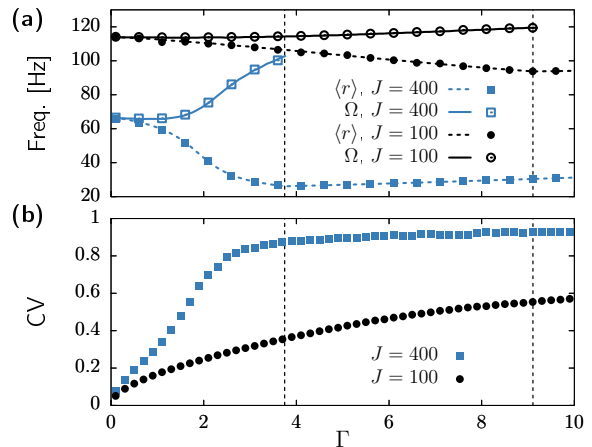 (a)
120
100
80
60
40
20
Freq. [Hz]
⟨r⟩, J = 400
Ω, J = 400
⟨r⟩, J = 100
Ω, J = 100
(b)
1
0.8
0.6
0.4
0.2
0
CV
J = 400
J = 100
0 2 4 6 8 10
Γ